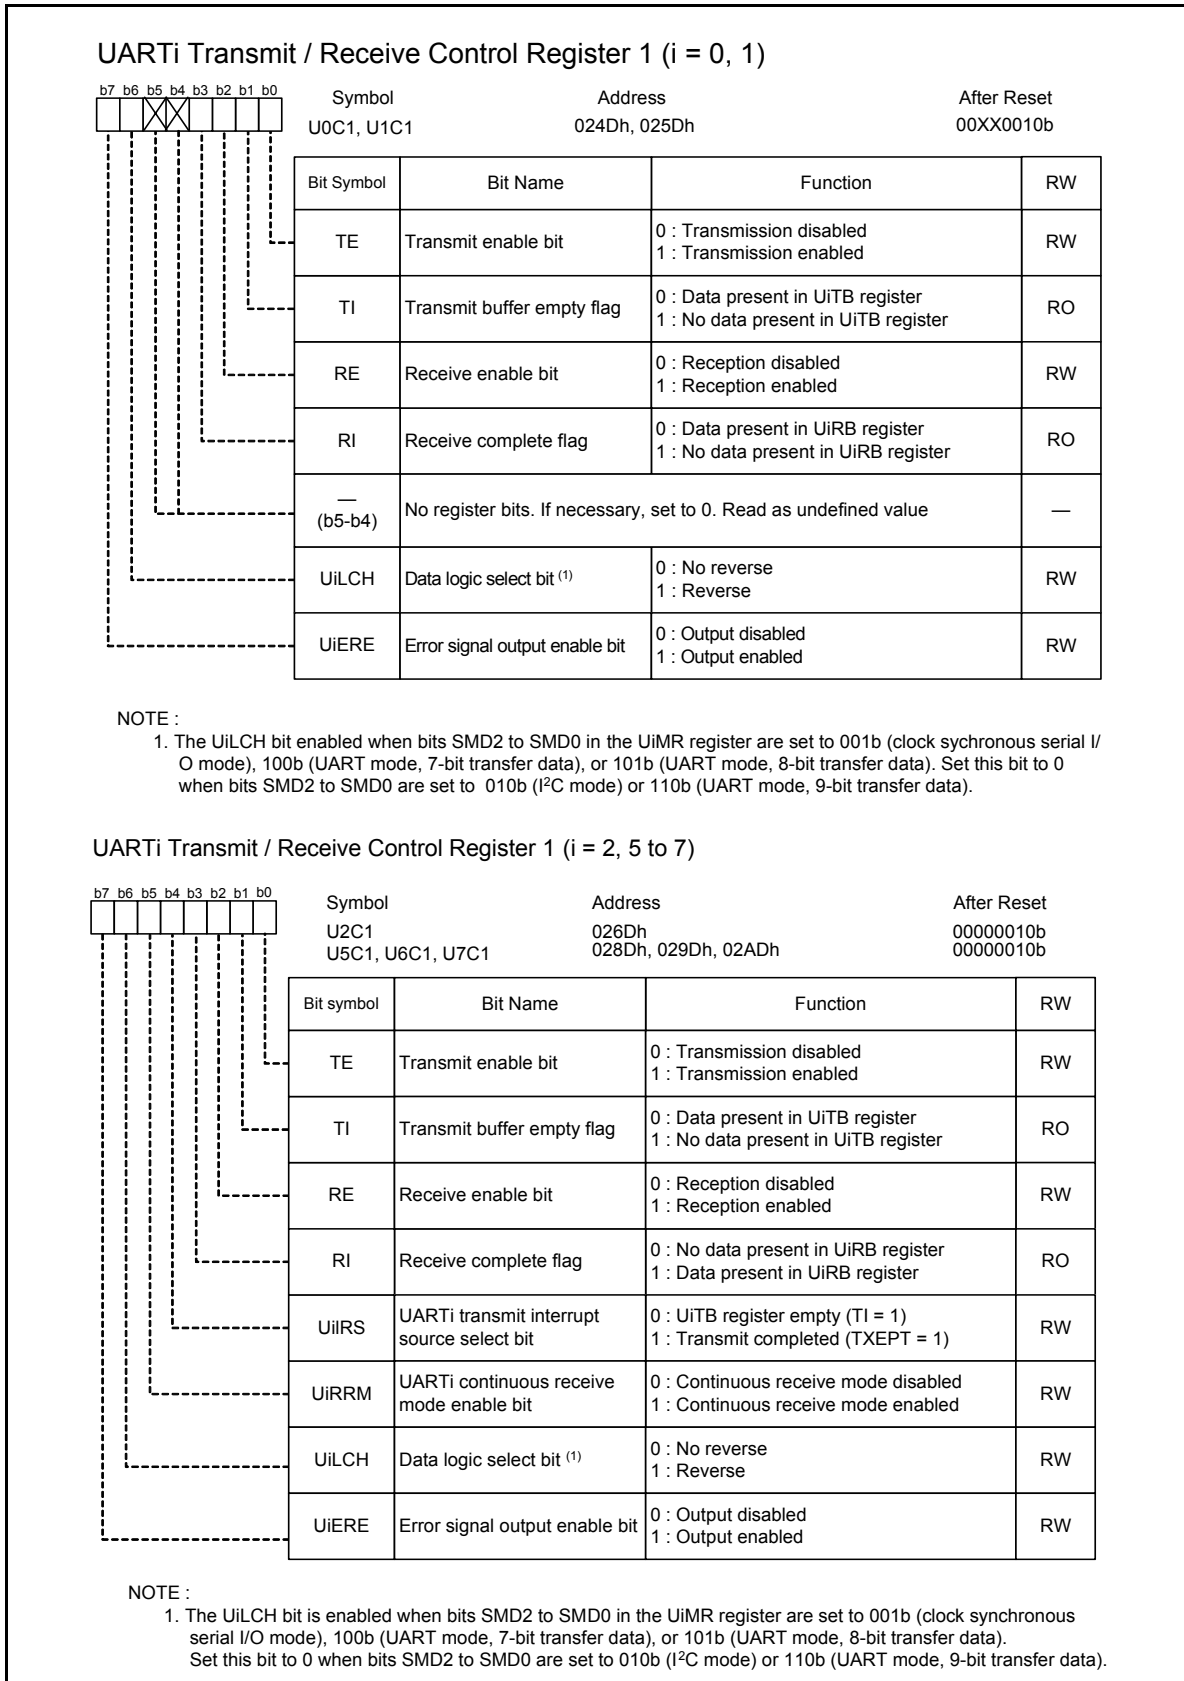 UARTi Transmit / Receive Control Register 1 (i = 0, 1)
b7 b6 b5 b4 b3 b2 b1 b0
Symbol Address After Reset
U0C1, U1C1 024Dh, 025Dh 00XX0010b
Bit Symbol Bit Name Function RW
TE Transmit enable bit 0 : Transmission disabled RW
1 : Transmission enabled
TI Transmit buffer empty flag 0 : Data present in UiTB register RO
1 : No data present in UiTB register
RE Receive enable bit 0 : Reception disabled RW
1 : Reception enabled
RI Receive complete flag 0 : Data present in UiRB register RO
1 : No data present in UiRB register
—
(b5-b4) No register bits. If necessary, set to 0. Read as undefined value —
UiLCH Data logic select bit (1) 0 : No reverse RW
1 : Reverse
UiERE Error signal output enable bit 0 : Output disabled RW
1 : Output enabled
NOTE :
1. The UiLCH bit enabled when bits SMD2 to SMD0 in the UiMR register are set to 001b (clock sychronous serial I/
O mode), 100b (UART mode, 7-bit transfer data), or 101b (UART mode, 8-bit transfer data). Set this bit to 0
when bits SMD2 to SMD0 are set to 010b (I²C mode) or 110b (UART mode, 9-bit transfer data).
UARTi Transmit / Receive Control Register 1 (i = 2, 5 to 7)
b7 b6 b5 b4 b3 b2 b1 b0
Symbol Address After Reset
U2C1 026Dh 00000010b
U5C1, U6C1, U7C1 028Dh, 029Dh, 02ADh 00000010b
Bit symbol Bit Name Function RW
TE Transmit enable bit 0 : Transmission disabled RW
1 : Transmission enabled
TI Transmit buffer empty flag 0 : Data present in UiTB register RO
1 : No data present in UiTB register
RE Receive enable bit 0 : Reception disabled RW
1 : Reception enabled
RI Receive complete flag 0 : No data present in UiRB register RO
1 : Data present in UiRB register
UiIRS UARTi transmit interrupt source select bit 0 : UiTB register empty (TI = 1) RW
1 : Transmit completed (TXEPT = 1)
UiRRM UARTi continuous receive mode enable bit 0 : Continuous receive mode disabled RW
1 : Continuous receive mode enabled
UiLCH Data logic select bit (1) 0 : No reverse RW
1 : Reverse
UiERE Error signal output enable bit 0 : Output disabled RW
1 : Output enabled
NOTE :
1. The UiLCH bit is enabled when bits SMD2 to SMD0 in the UiMR register are set to 001b (clock synchronous
serial I/O mode), 100b (UART mode, 7-bit transfer data), or 101b (UART mode, 8-bit transfer data).
Set this bit to 0 when bits SMD2 to SMD0 are set to 010b (I²C mode) or 110b (UART mode, 9-bit transfer data).